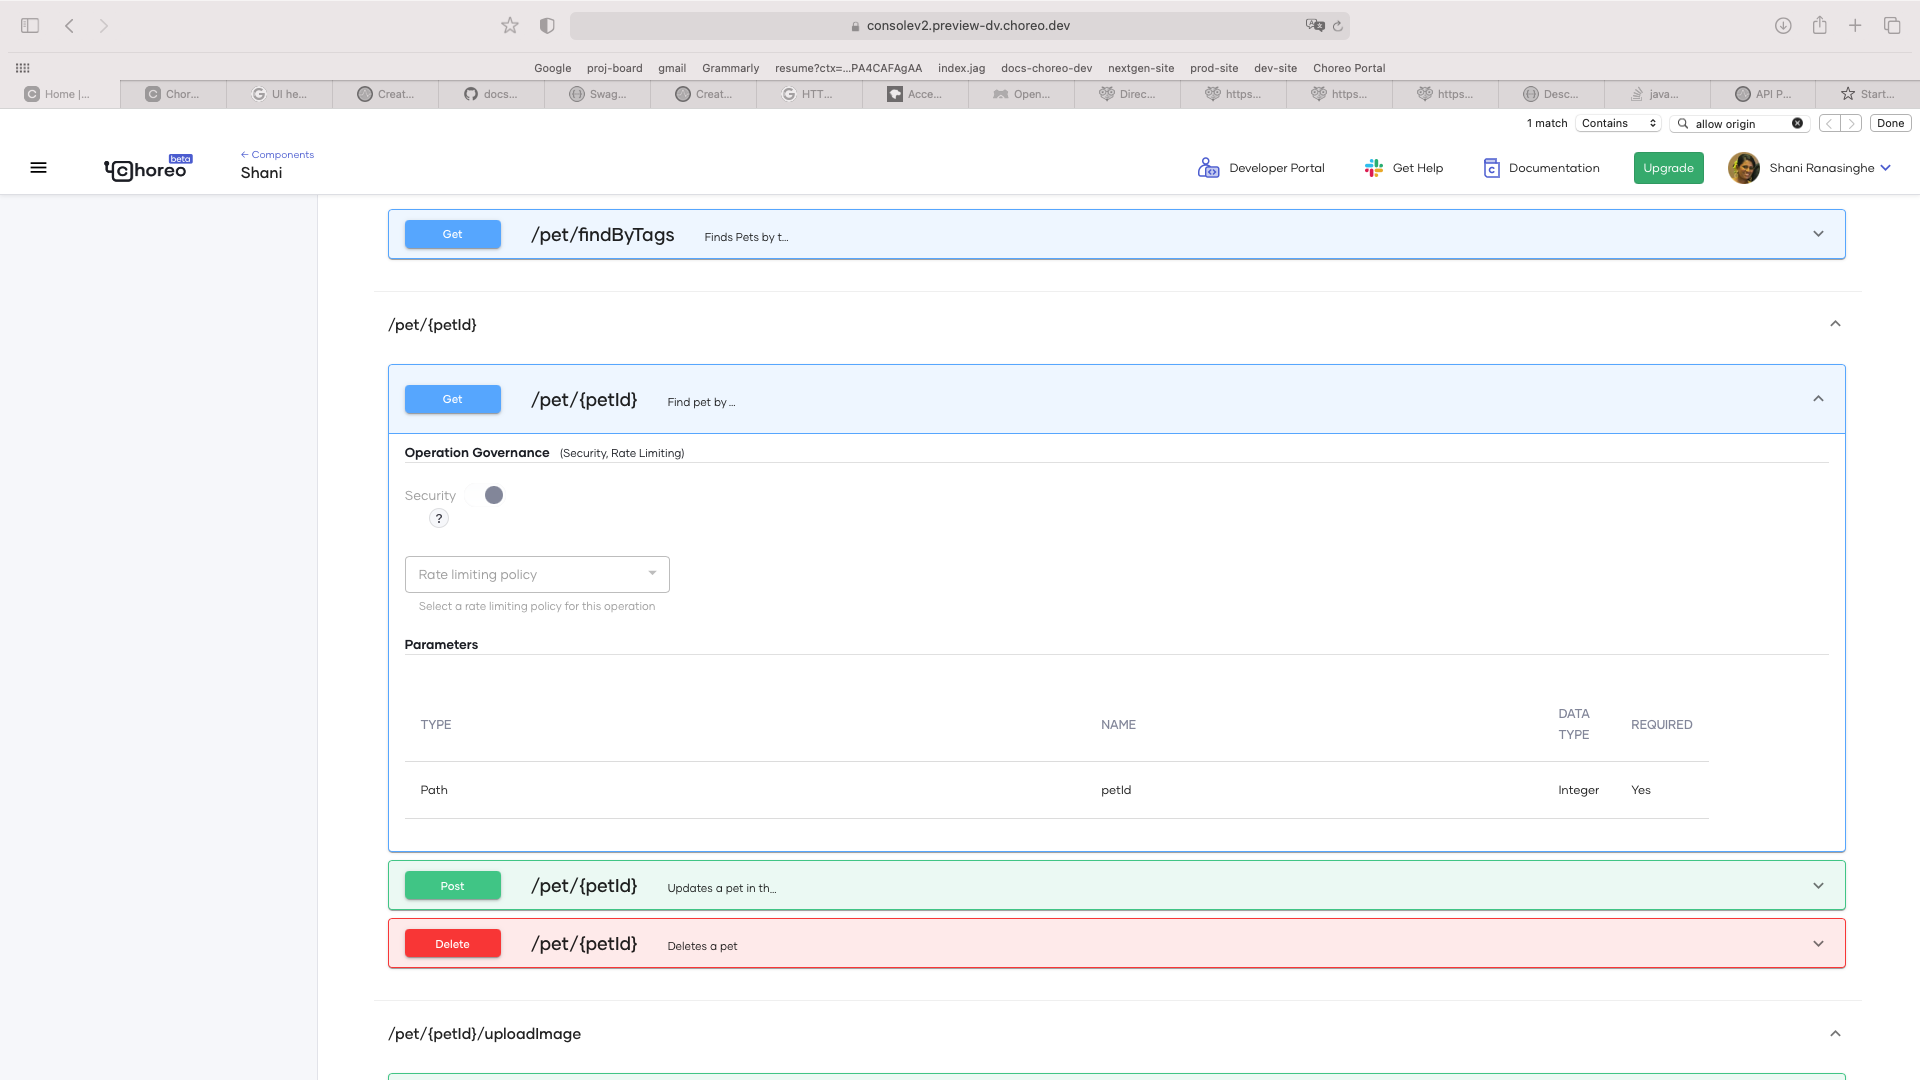 consolev2.preview-dv.choreo.dev
Google proj-board gmail Grammarly resume?ctx=...PA4CAFAgAA index.jag docs-choreo-dev nextgen-site prod-site dev-site Choreo Portal
Home |... Chor... UI he... Creat... docs... Swag... Creat... HTT... Acce... Open... Direc... https... https... https... Desc... java... API P... Start...
1 match Contains allow origin Done
Choreo beta
← Components
Shani
Developer Portal Get Help Documentation Upgrade Shani Ranasinghe
Get /pet/findByTags Finds Pets by t...
/pet/{petId}
Get /pet/{petId} Find pet by ...
Operation Governance (Security, Rate Limiting)
Security
?
Rate limiting policy
Select a rate limiting policy for this operation
Parameters
TYPE NAME DATA TYPE REQUIRED
Path petId Integer Yes
Post /pet/{petId} Updates a pet in th...
Delete /pet/{petId} Deletes a pet
/pet/{petId}/uploadImage